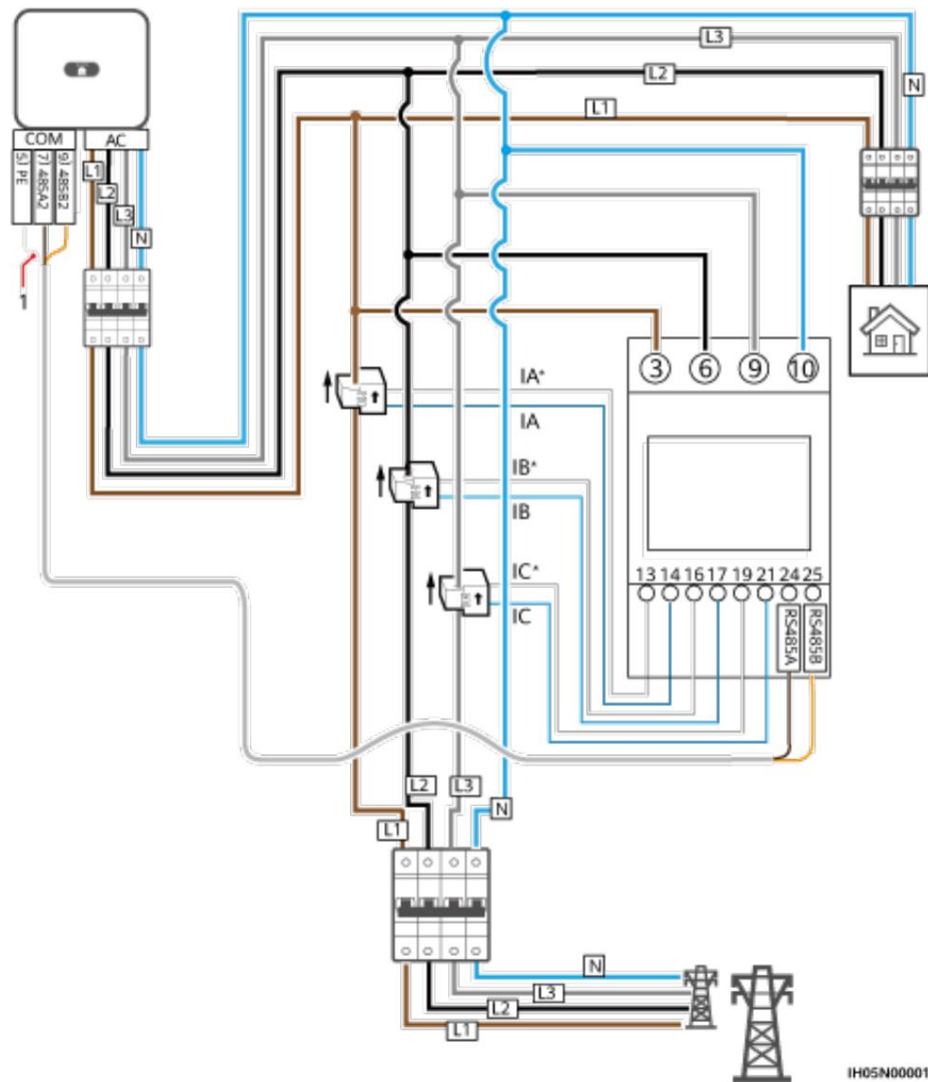 L3
L2
N
L1
COM
AC
5) PE
7) 485A2
9) 485B2
L1
L2
L3
N
1
3
6
9
10
IA*
IA
IB*
IB
IC*
IC
13 14 16 17 19 21 24 25
RS485A
RS485B
L2
L3
N
L1
N
L3
L2
L1
IH05N00001